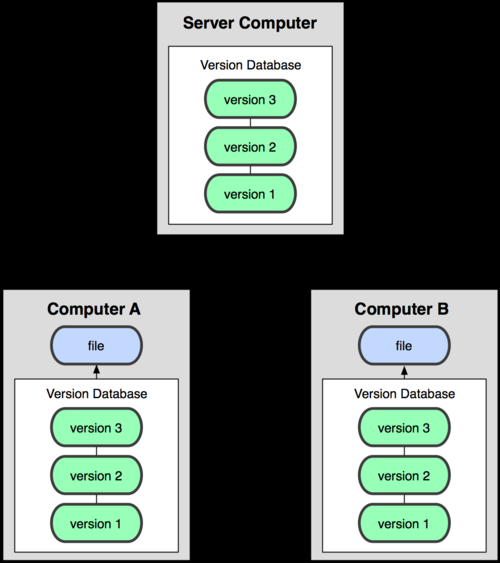 Server Computer
Version Database
version 3
version 2
version 1
Computer A
file
Version Database
version 3
version 2
version 1
Computer B
file
Version Database
version 3
version 2
version 1